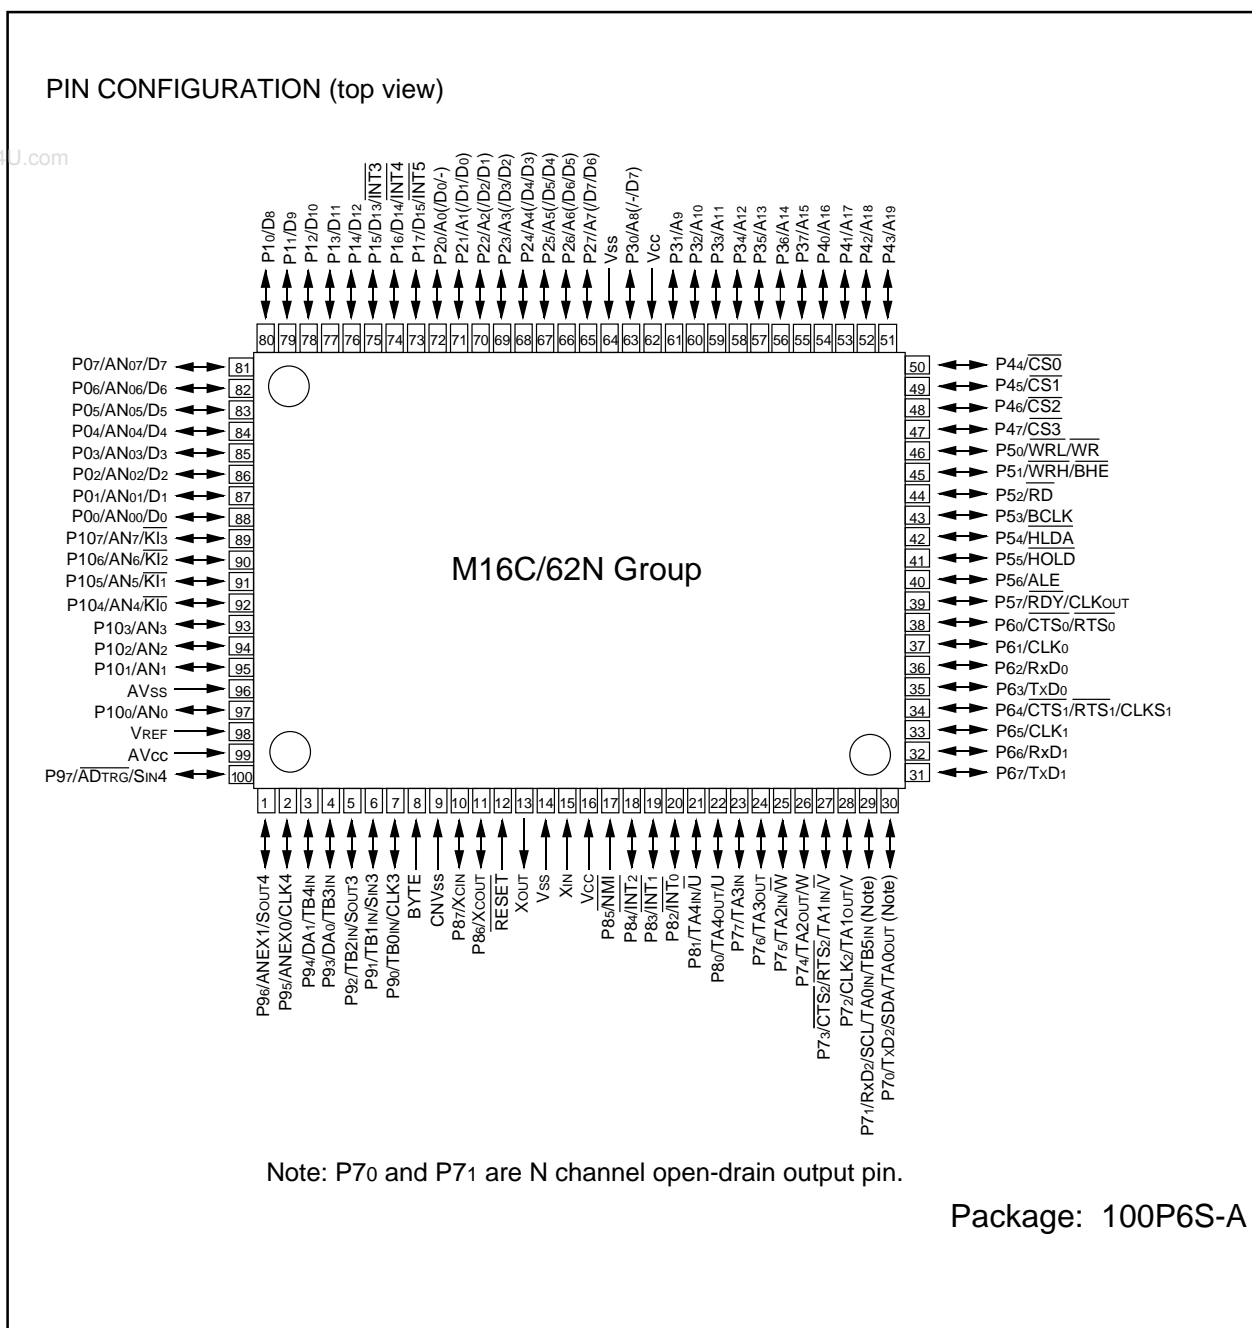 PIN CONFIGURATION (top view)
4U.com
P10/D8
P11/D9
P12/D10
P13/D11
P14/D12
P15/D13/INT3
P16/D14/INT4
P17/D15/INT5
P20/A0(/D0/-)
P21/A1(/D1/D0)
P22/A2(/D2/D1)
P23/A3(/D3/D2)
P24/A4(/D4/D3)
P25/A5(/D5/D4)
P26/A6(/D6/D5)
P27/A7(/D7/D6)
Vss
P30/A8(/-/D7)
Vcc
P31/A9
P32/A10
P33/A11
P34/A12
P35/A13
P36/A14
P37/A15
P40/A16
P41/A17
P42/A18
P43/A19
80 79 78 77 76 75 74 73 72 71 70 69 68 67 66 65 64 63 62 61 60 59 58 57 56 55 54 53 52 51
P07/AN07/D7 81
P06/AN06/D6 82
P05/AN05/D5 83
P04/AN04/D4 84
P03/AN03/D3 85
P02/AN02/D2 86
P01/AN01/D1 87
P00/AN00/D0 88
P107/AN7/KI3 89
P106/AN6/KI2 90
P105/AN5/KI1 91
P104/AN4/KI0 92
P103/AN3 93
P102/AN2 94
P101/AN1 95
AVss 96
P100/AN0 97
VREF 98
AVcc 99
P97/ADTRG/SIN4 100
M16C/62N Group
50 P44/CS0
49 P45/CS1
48 P46/CS2
47 P47/CS3
46 P50/WRL/WR
45 P51/WRH/BHE
44 P52/RD
43 P53/BCLK
42 P54/HLDA
41 P55/HOLD
40 P56/ALE
39 P57/RDY/CLKOUT
38 P60/CTS0/RTS0
37 P61/CLK0
36 P62/RxD0
35 P63/TxD0
34 P64/CTS1/RTS1/CLKS1
33 P65/CLK1
32 P66/RxD1
31 P67/TxD1
1 2 3 4 5 6 7 8 9 10 11 12 13 14 15 16 17 18 19 20 21 22 23 24 25 26 27 28 29 30
P96/ANEX1/SOUT4
P95/ANEX0/CLK4
P94/DA1/TB4IN
P93/DA0/TB3IN
P92/TB2IN/SOUT3
P91/TB1IN/SIN3
P90/TB0IN/CLK3
BYTE
CNVss
P87/XCIN
P86/XCOUT
RESET
XOUT
Vss
XIN
Vcc
P85/NMI
P84/INT2
P83/INT1
P82/INT0
P81/TA4IN/U
P80/TA4OUT/U
P77/TA3IN
P76/TA3OUT
P75/TA2IN/W
P74/TA2OUT/W
P73/CTS2/RTS2/TA1IN/V
P72/CLK2/TA1OUT/V
P71/RxD2/SCL/TA0IN/TB5IN (Note)
P70/TxD2/SDA/TA0OUT (Note)
Note: P70 and P71 are N channel open-drain output pin.
Package: 100P6S-A